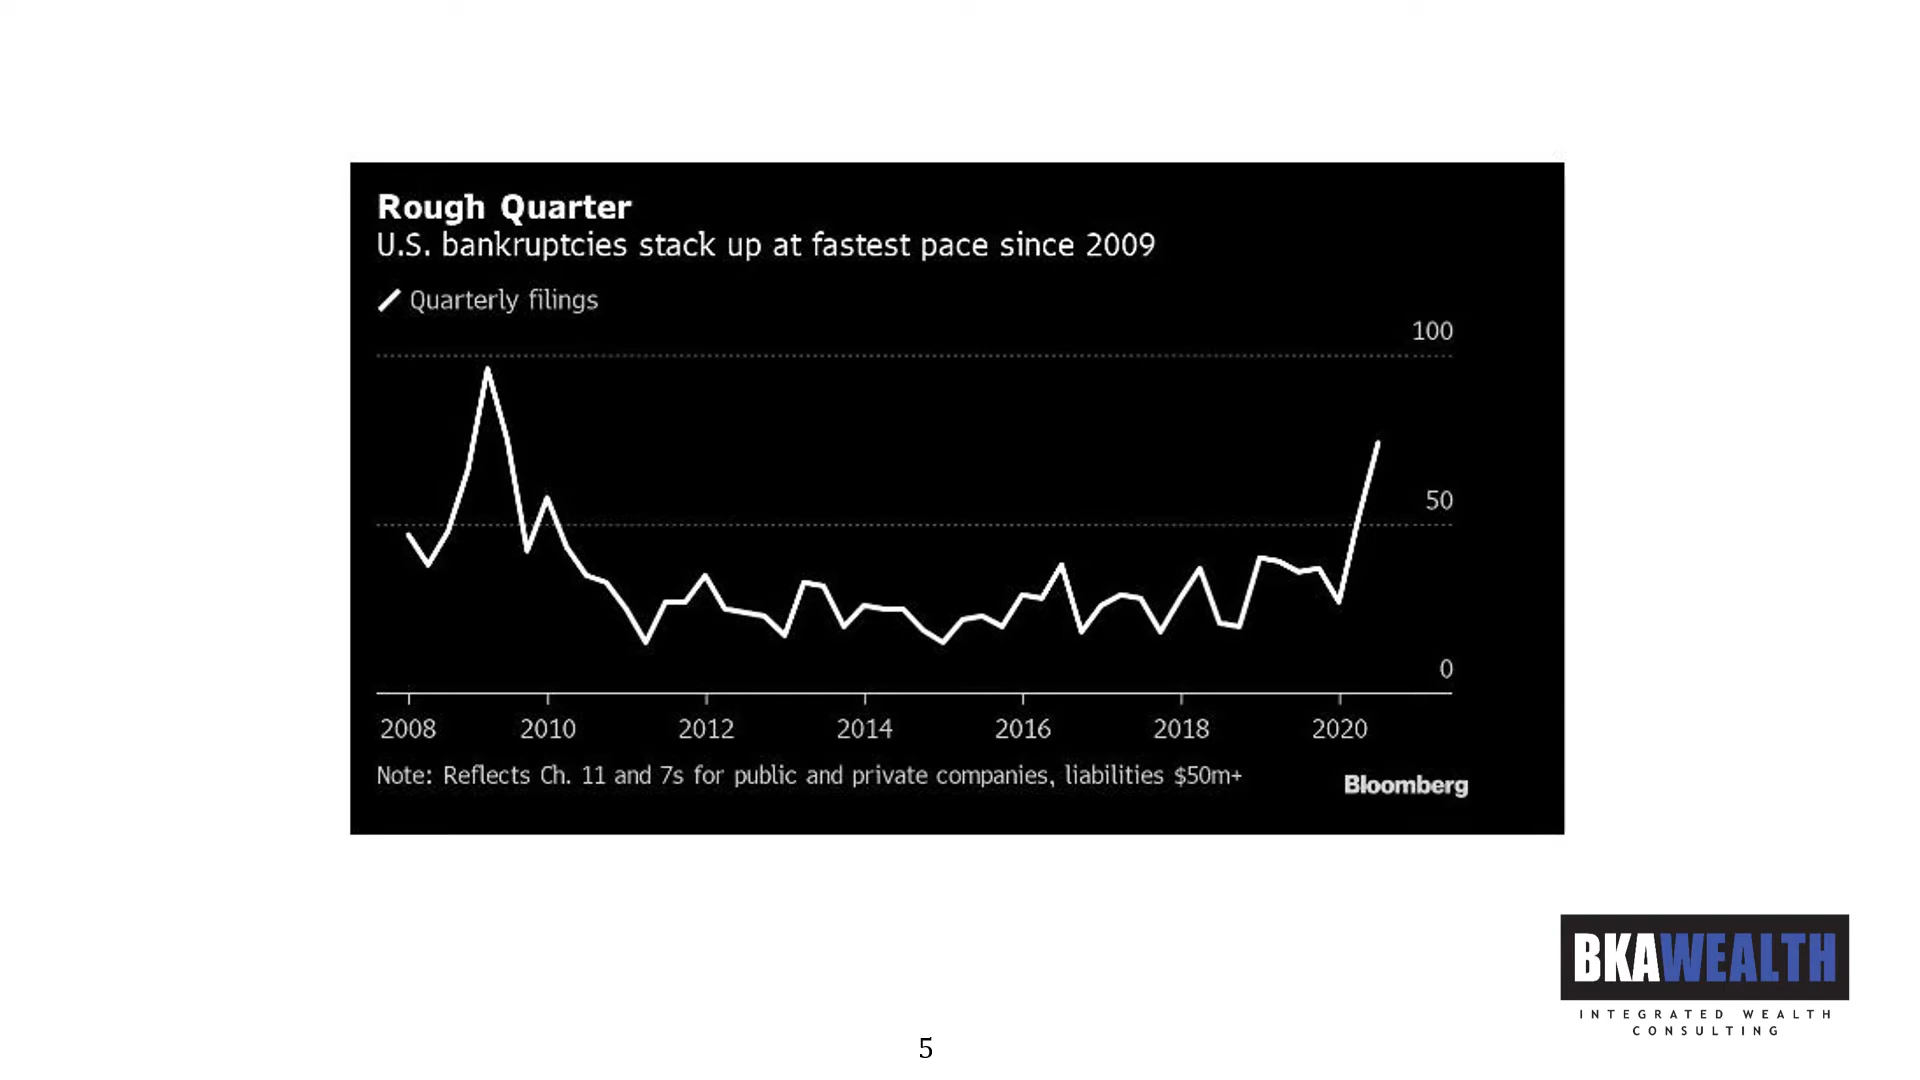 Rough Quarter
U.S. bankruptcies stack up at fastest pace since 2009
Quarterly filings
100
50
0
2008 2010 2012 2014 2016 2018 2020
Note: Reflects Ch. 11 and 7s for public and private companies, liabilities $50m+
Bloomberg
BKAWEALTH
INTEGRATED WEALTH
CONSULTING
5